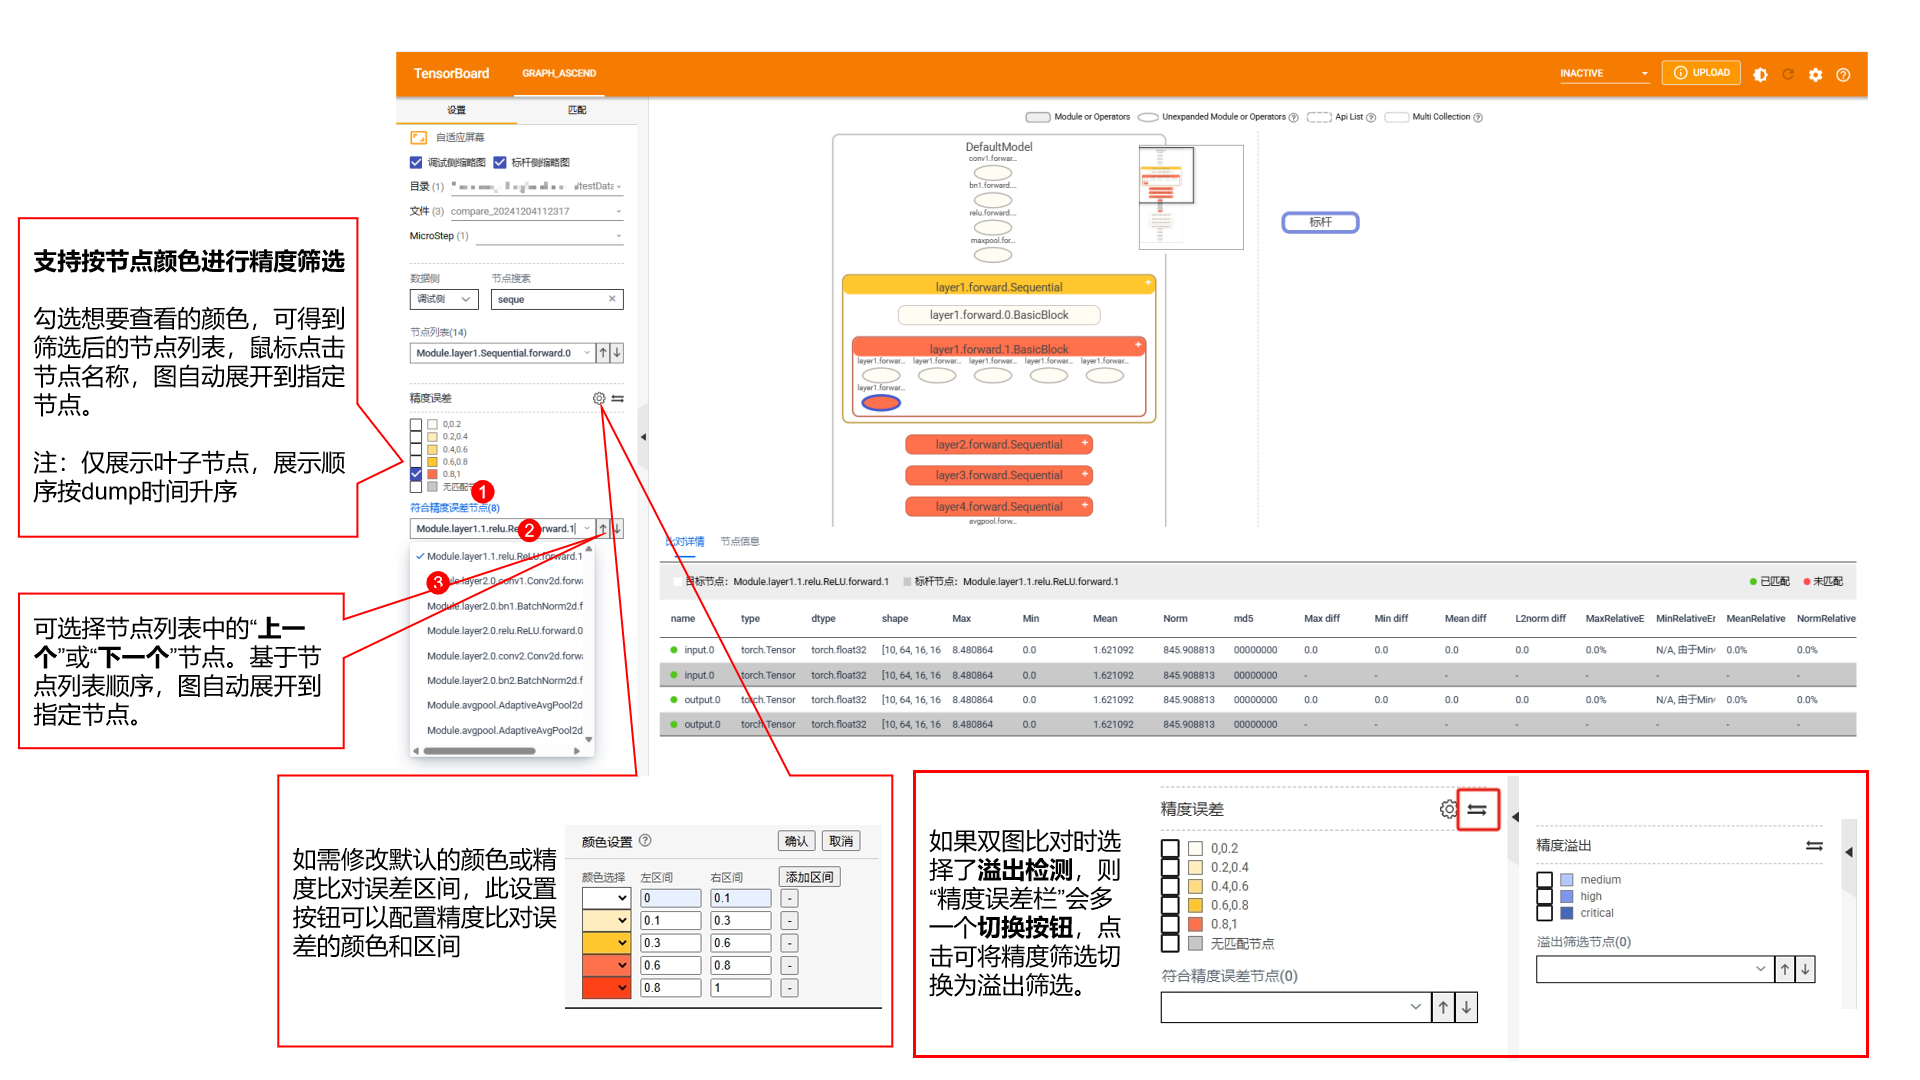 TensorBoard
GRAPH_ASCEND
INACTIVE
UPLOAD
设置
匹配
自适应屏幕
调试侧缩略图
标杆侧缩略图
目录 (1)
/testData
文件 (3) compare_20241204112317
MicroStep (1)
数据侧
节点搜索
调试侧
seque
节点列表(14)
Module.layer1.Sequential.forward.0
精度误差
0,0.2
0.2,0.4
0.4,0.6
0.6,0.8
0.8,1
无匹配
1
符合精度误差节点(8)
Module.layer1.1.relu.Re
2
rward.1
Module.layer1.1.relu.ReLU.forward.1
3
layer2.0.conv1.Conv2d.forw
Module.layer2.0.bn1.BatchNorm2d.f
Module.layer2.0.relu.ReLU.forward.0
Module.layer2.0.conv2.Conv2d.forw
Module.layer2.0.bn2.BatchNorm2d.f
Module.avgpool.AdaptiveAvgPool2d
Module.avgpool.AdaptiveAvgPool2d
支持按节点颜色进行精度筛选
勾选想要查看的颜色，可得到
筛选后的节点列表，鼠标点击
节点名称，图自动展开到指定
节点。
注：仅展示叶子节点，展示顺
序按dump时间升序
可选择节点列表中的“上一
个”或“下一个”节点。基于节
点列表顺序，图自动展开到
指定节点。
Module or Operators
Unexpanded Module or Operators
Api List
Multi Collection
DefaultModel
conv1.forwar...
bn1.forward....
relu.forward....
maxpool.for...
layer1.forward.Sequential
layer1.forward.0.BasicBlock
layer1.forward.1.BasicBlock
layer1.forwar... layer1.forwar... layer1.forwar... layer1.forwar... layer1.forwar...
layer1.forwar...
layer2.forward.Sequential
layer3.forward.Sequential
layer4.forward.Sequential
avgpool.forw...
标杆
比对详情
节点信息
目标节点：Module.layer1.1.relu.ReLU.forward.1
标杆节点：Module.layer1.1.relu.ReLU.forward.1
已匹配
未匹配
name type dtype shape Max Min Mean Norm md5 Max diff Min diff Mean diff L2norm diff MaxRelativeE MinRelativeEr MeanRelative NormRelative
input.0 torch.Tensor torch.float32 [10, 64, 16, 16 8.480864 0.0 1.621092 845.908813 00000000 0.0 0.0 0.0 0.0 0.0% N/A, 由于Min 0.0% 0.0%
input.0 torch.Tensor torch.float32 [10, 64, 16, 16 8.480864 0.0 1.621092 845.908813 00000000 - - - - - - - -
output.0 torch.Tensor torch.float32 [10, 64, 16, 16 8.480864 0.0 1.621092 845.908813 00000000 0.0 0.0 0.0 0.0 0.0% N/A, 由于Min 0.0% 0.0%
output.0 torch.Tensor torch.float32 [10, 64, 16, 16 8.480864 0.0 1.621092 845.908813 00000000 - - - - - - - -
如需修改默认的颜色或精
度比对误差区间，此设置
按钮可以配置精度比对误
差的颜色和区间
颜色设置
确认
取消
颜色选择
左区间
右区间
添加区间
0 0.1 -
0.1 0.3 -
0.3 0.6 -
0.6 0.8 -
0.8 1 -
如果双图比对时选
择了溢出检测，则
“精度误差栏”会多
一个切换按钮，点
击可将精度筛选切
换为溢出筛选。
精度误差
0,0.2
0.2,0.4
0.4,0.6
0.6,0.8
0.8,1
无匹配节点
符合精度误差节点(0)
精度溢出
medium
high
critical
溢出筛选节点(0)